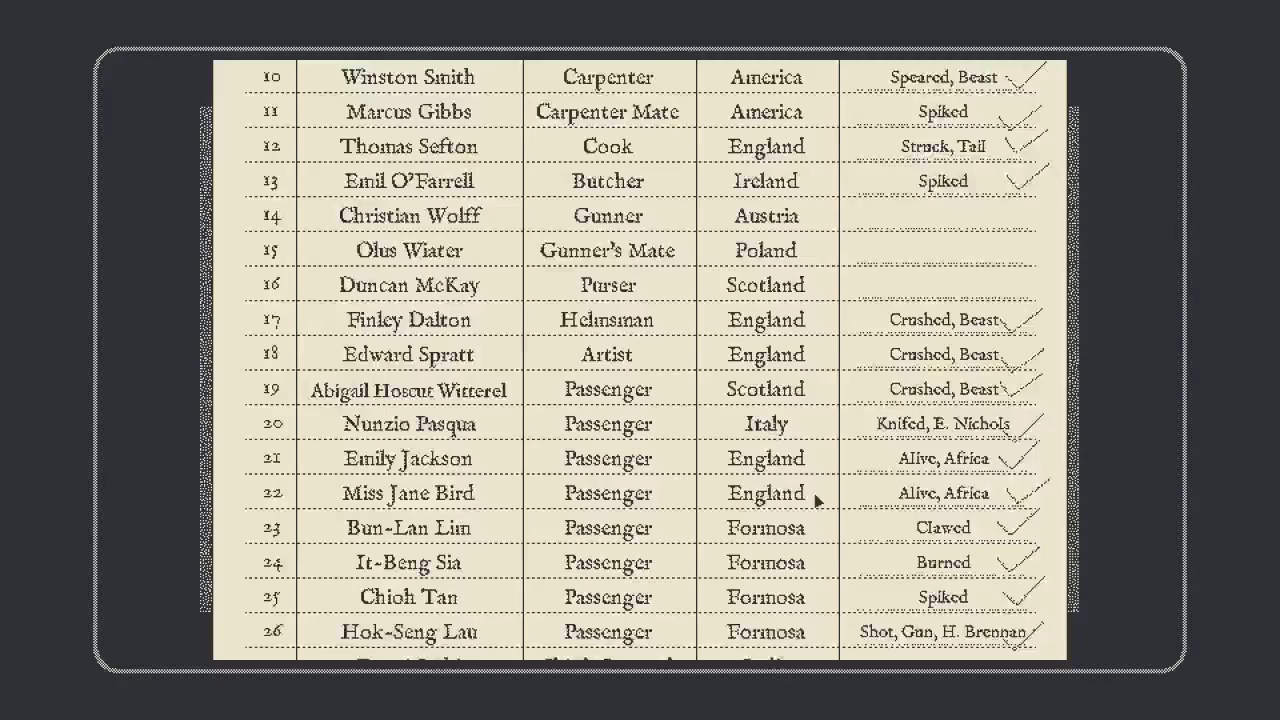 10 Winston Smith Carpenter America Speared, Beast
11 Marcus Gibbs Carpenter Mate America Spiked
12 Thomas Sefton Cook England Struck, Tail
13 Emil O'Farrell Butcher Ireland Spiked
14 Christian Wolff Gunner Austria
15 Olus Wiater Gunner's Mate Poland
16 Duncan McKay Purser Scotland
17 Finley Dalton Helmsman England Crushed, Beast
18 Edward Spratt Artist England Crushed, Beast
19 Abigail Hoscut Witterel Passenger Scotland Crushed, Beast
20 Nunzio Pasqua Passenger Italy Knifed, E. Nichols
21 Emily Jackson Passenger England Alive, Africa
22 Miss Jane Bird Passenger England Alive, Africa
23 Bun-Lan Lim Passenger Formosa Clawed
24 It-Beng Sia Passenger Formosa Burned
25 Chioh Tan Passenger Formosa Spiked
26 Hok-Seng Lau Passenger Formosa Shot, Gun, H. Brennan